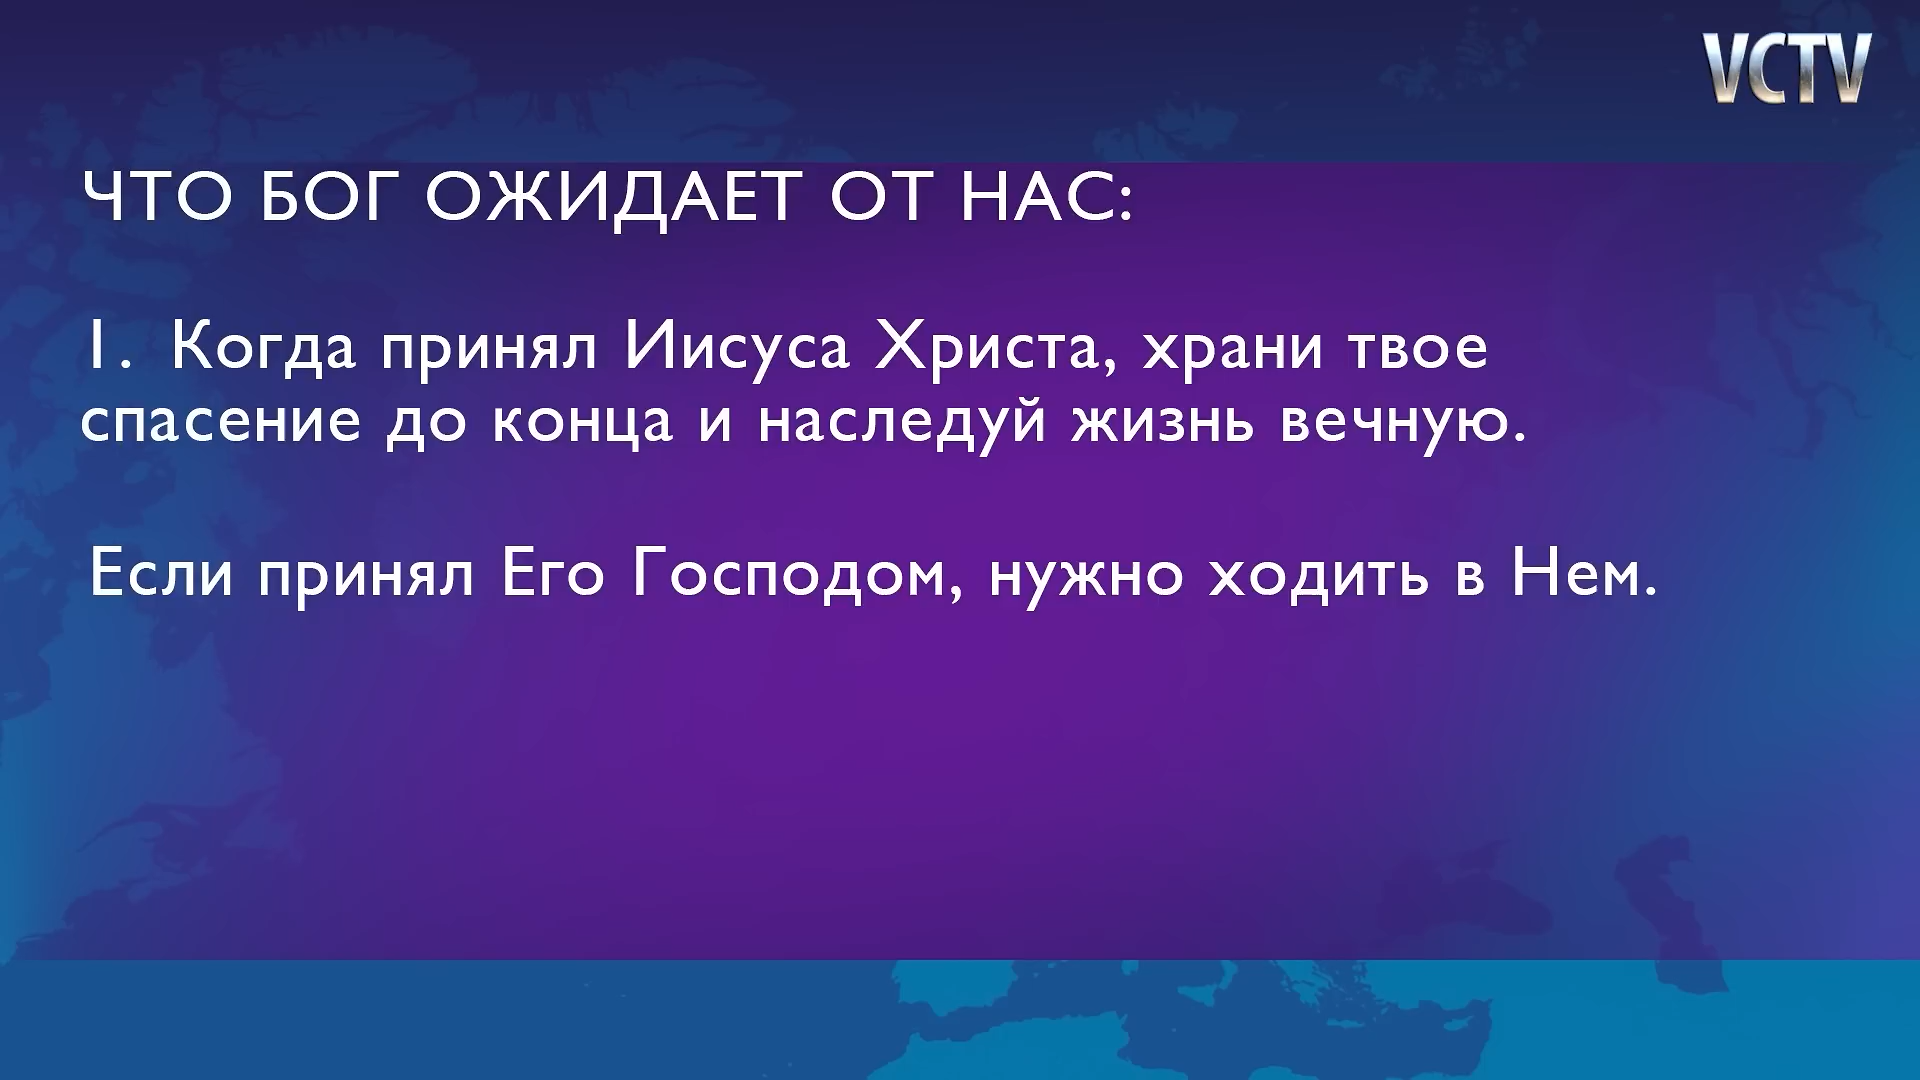 VCTV
ЧТО БОГ ОЖИДАЕТ ОТ НАС:
1. Когда принял Иисуса Христа, храни твое
спасение до конца и наследуй жизнь вечную.
Если принял Его Господом, нужно ходить в Нем.